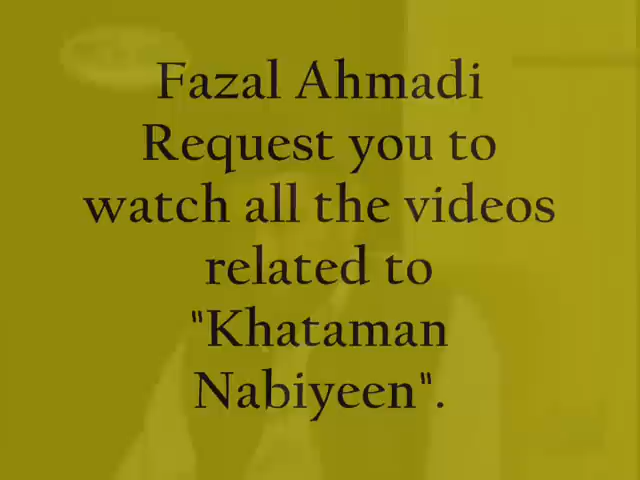 Fazal Ahmadi
Request you to
watch all the videos
related to
"Khataman
Nabiyeen".